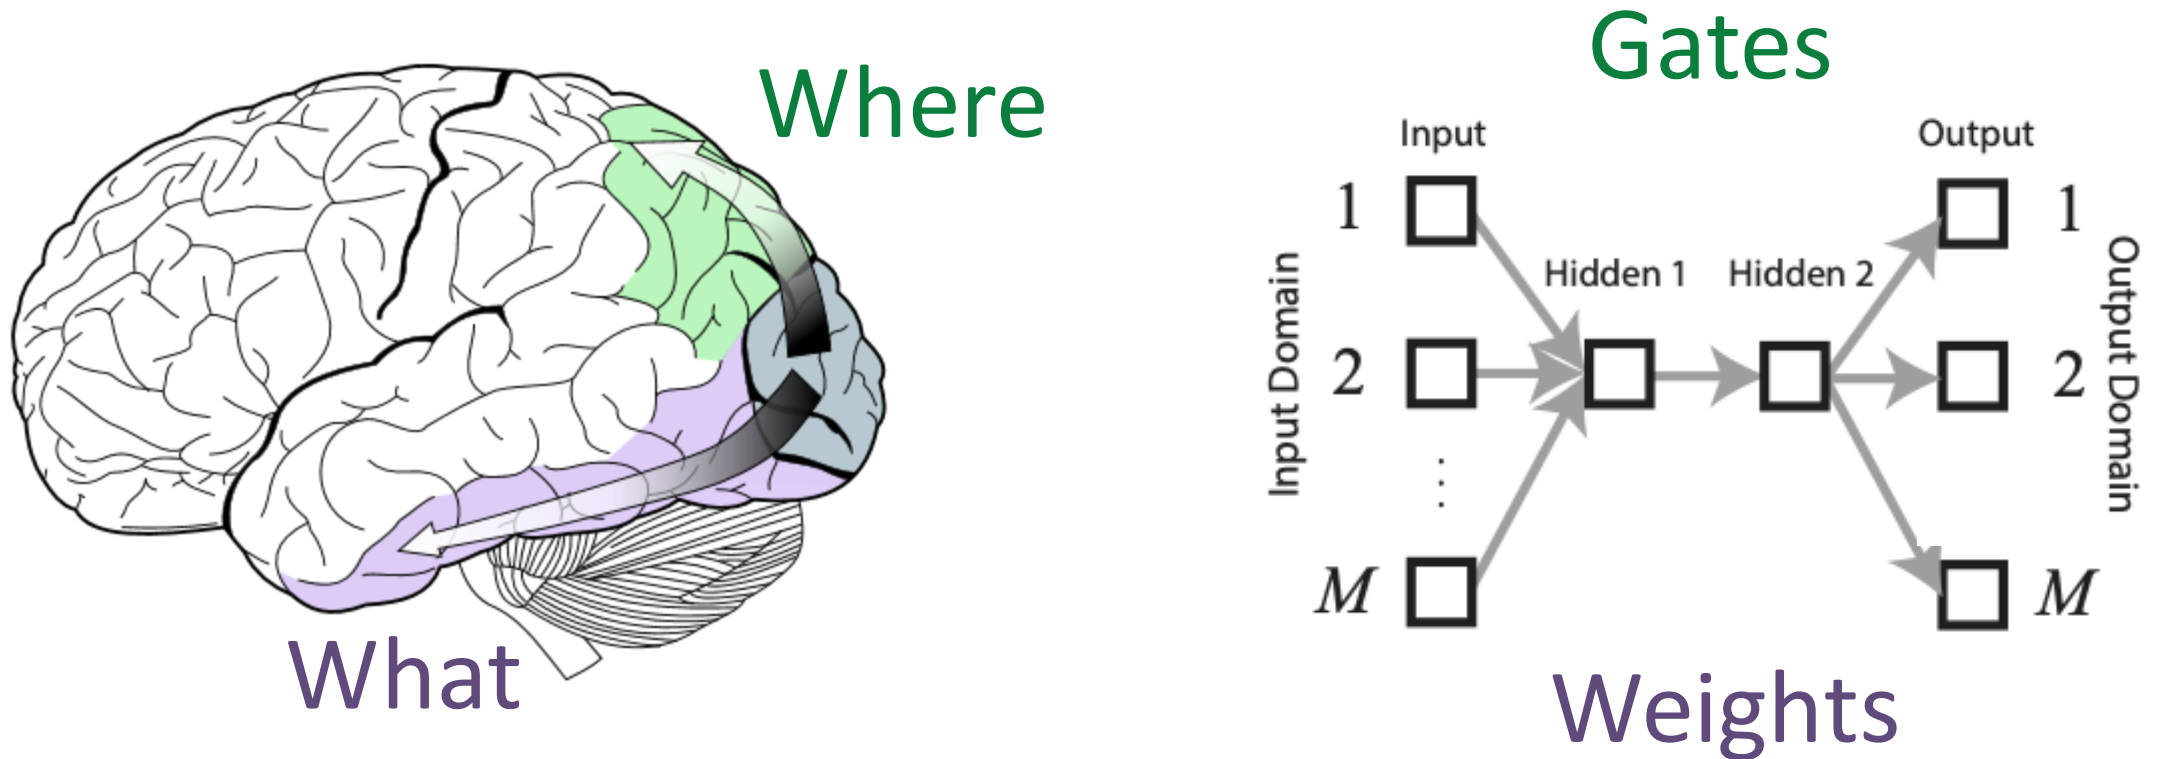 Where
What
Gates
Input
Output
1
1
Hidden 1
Hidden 2
Input Domain
2
2
Output Domain
M
M
Weights